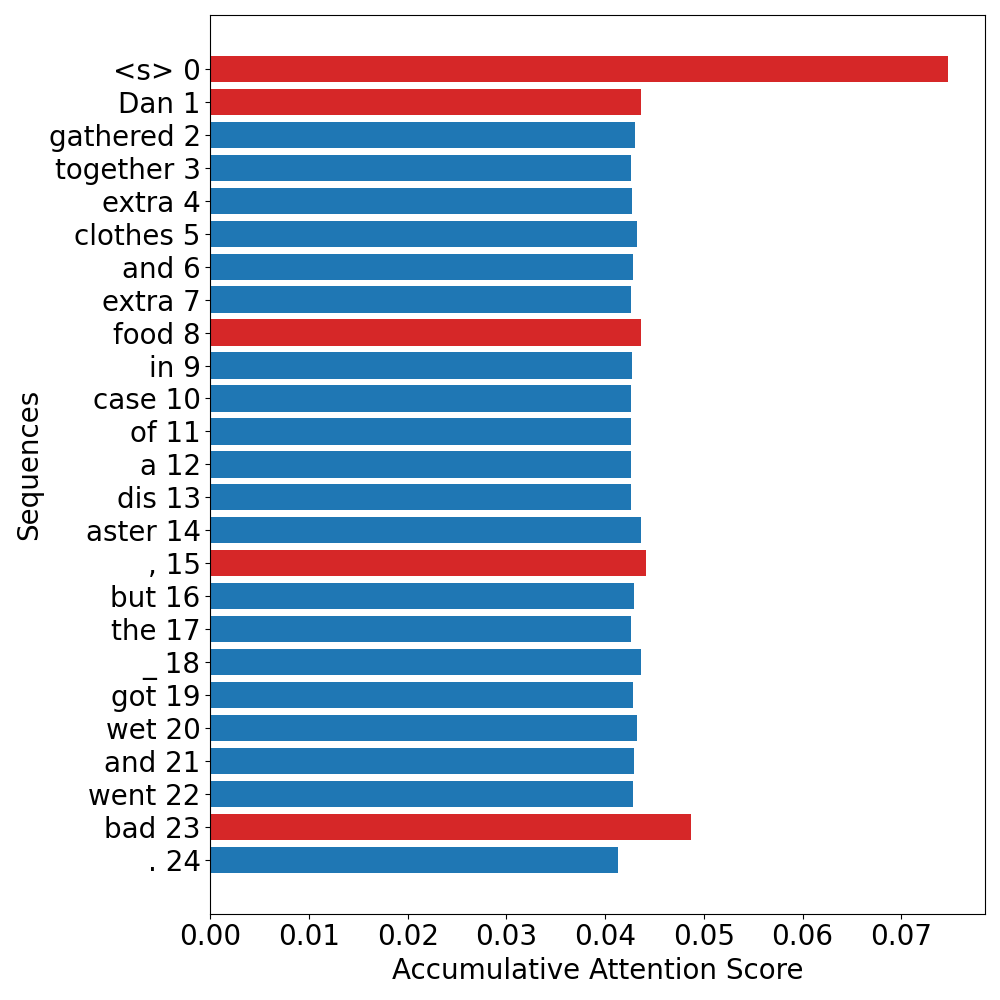 <s> 0
Dan 1
gathered 2
together 3
extra 4
clothes 5
and 6
extra 7
food 8
in 9
case 10
of 11
a 12
dis 13
aster 14
, 15
but 16
the 17
_ 18
got 19
wet 20
and 21
went 22
bad 23
. 24
Sequences
0.00 0.01 0.02 0.03 0.04 0.05 0.06 0.07
Accumulative Attention Score